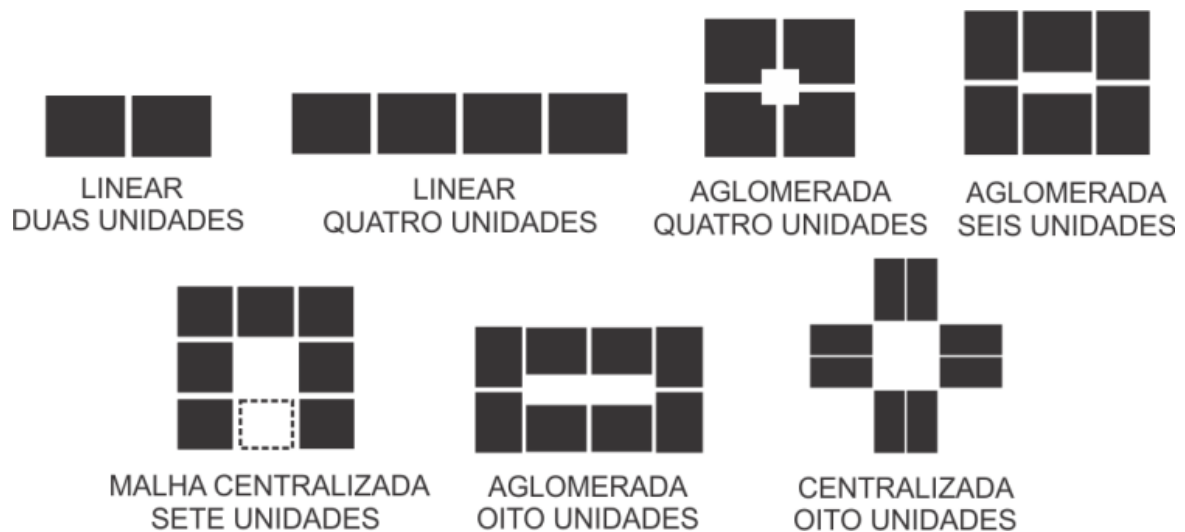 LINEAR
DUAS UNIDADES
LINEAR
QUATRO UNIDADES
AGLOMERADA
QUATRO UNIDADES
AGLOMERADA
SEIS UNIDADES
MALHA CENTRALIZADA
SETE UNIDADES
AGLOMERADA
OITO UNIDADES
CENTRALIZADA
OITO UNIDADES